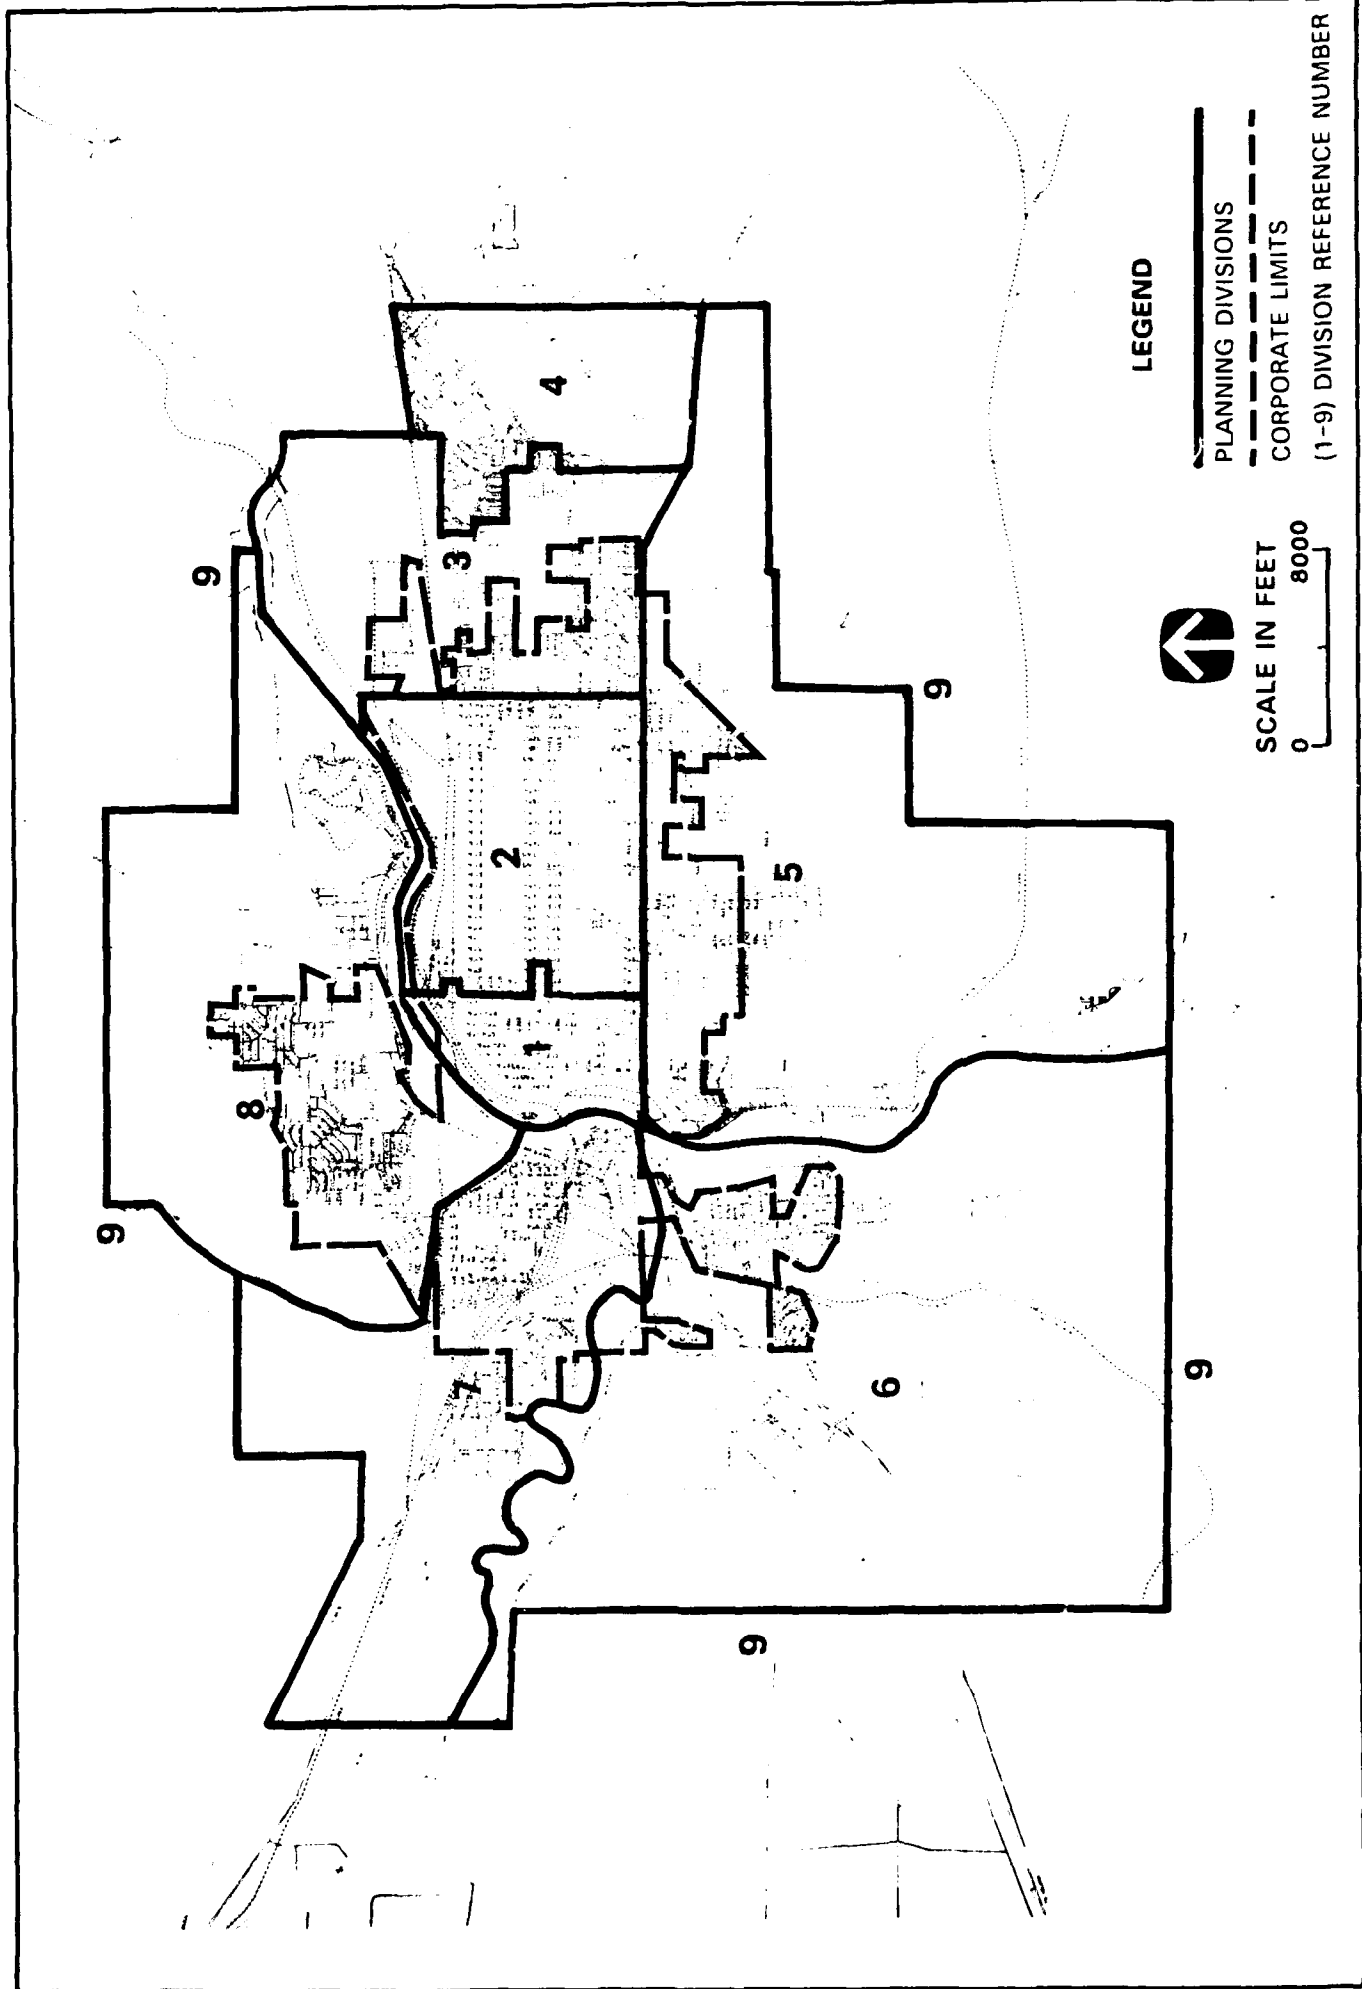 9
9
8
7
3
2
1
4
9
5
6
9
9
LEGEND
PLANNING DIVISIONS
CORPORATE LIMITS
(1-9) DIVISION REFERENCE NUMBER
SCALE IN FEET
0 8000